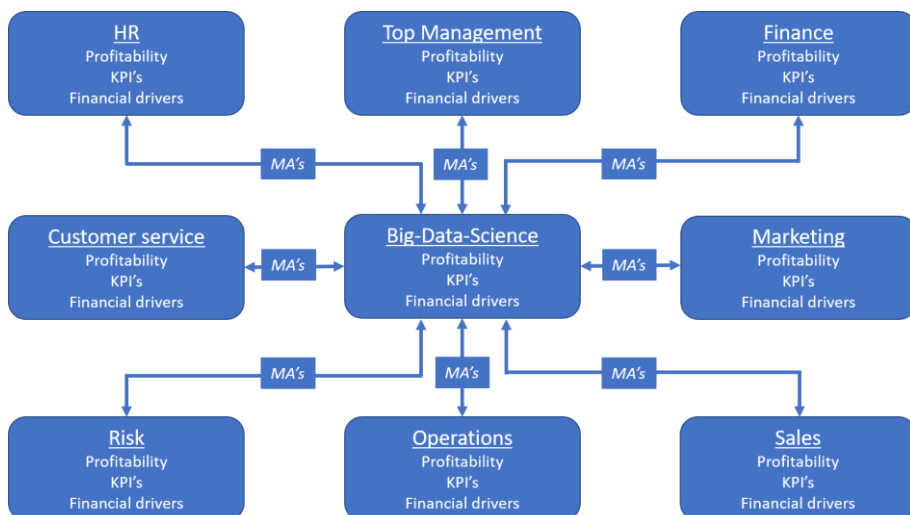 HR
Profitability
KPI's
Financial drivers
Top Management
Profitability
KPI's
Financial drivers
Finance
Profitability
KPI's
Financial drivers
MA's
MA's
MA's
Customer service
Profitability
KPI's
Financial drivers
MA's
Big-Data-Science
Profitability
KPI's
Financial drivers
MA's
Marketing
Profitability
KPI's
Financial drivers
MA's
MA's
MA's
Risk
Profitability
KPI's
Financial drivers
Operations
Profitability
KPI's
Financial drivers
Sales
Profitability
KPI's
Financial drivers